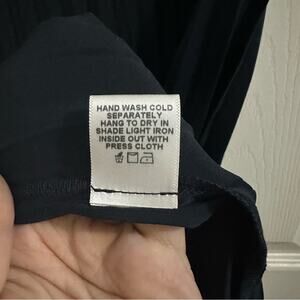 HAND WASH COLD
SEPARATELY
HANG TO DRY IN
SHADE LIGHT IRON
INSIDE OUT WITH
PRESS CLOTH